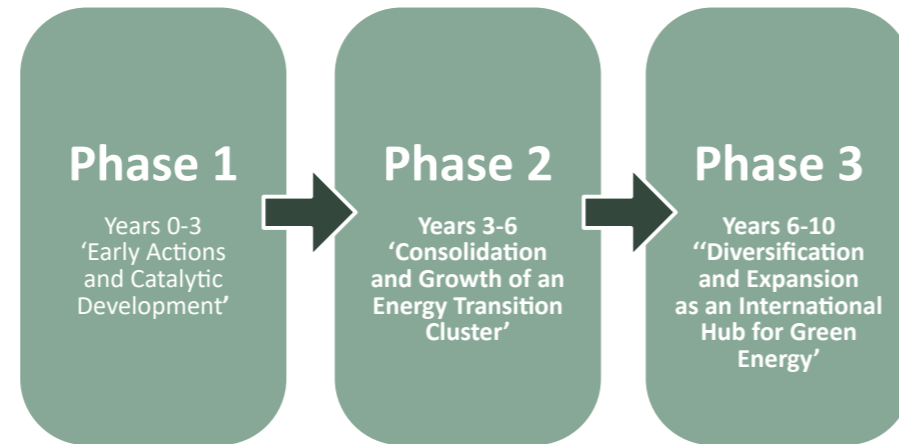 Phase 1
Years 0-3
‘Early Actions
and Catalytic
Development’
Phase 2
Years 3-6
‘Consolidation
and Growth of an
Energy Transition
Cluster’
Phase 3
Years 6-10
‘‘Diversification
and Expansion
as an International
Hub for Green
Energy’